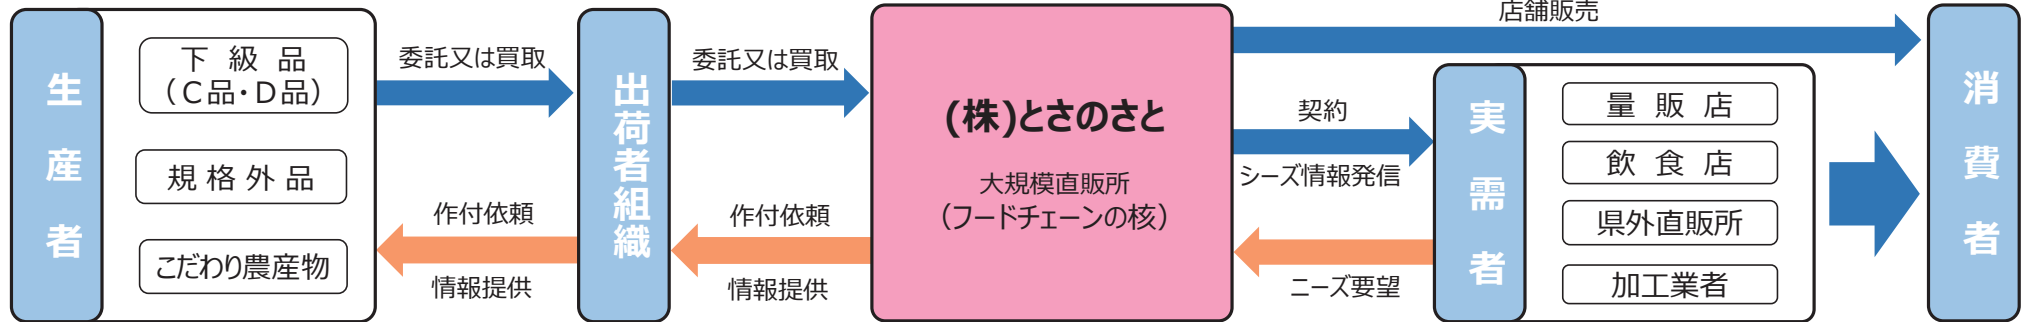 生産者
下級品
（C品・D品）
規格外品
こだわり農産物
委託又は買取
作付依頼
情報提供
出荷者組織
委託又は買取
作付依頼
情報提供
(株)とさのさと
大規模直販所
（フードチェーンの核）
店舗販売
契約
シーズ情報発信
ニーズ要望
実需者
量販店
飲食店
県外直販所
加工業者
消費者